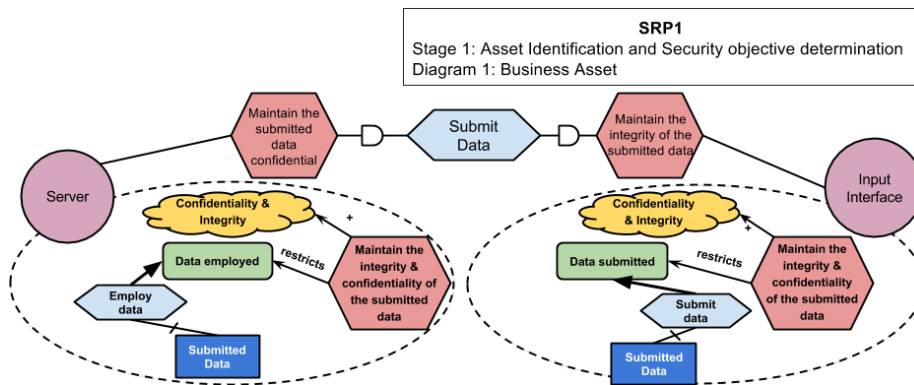 SRP1
Stage 1: Asset Identification and Security objective determination
Diagram 1: Business Asset
Maintain the
submitted
data
confidential
Submit
Data
Maintain the
integrity of the
submitted data
Server
Input
Interface
Confidentiality &
Integrity
+
Data employed
restricts
Maintain the
integrity &
confidentiality of
the submitted
data
Employ
data
Submitted
Data
Confidentiality
& Integrity
+
Data submitted
restricts
Maintain the
integrity &
confidentiality
of the submitted
data
Submit
data
Submitted
Data